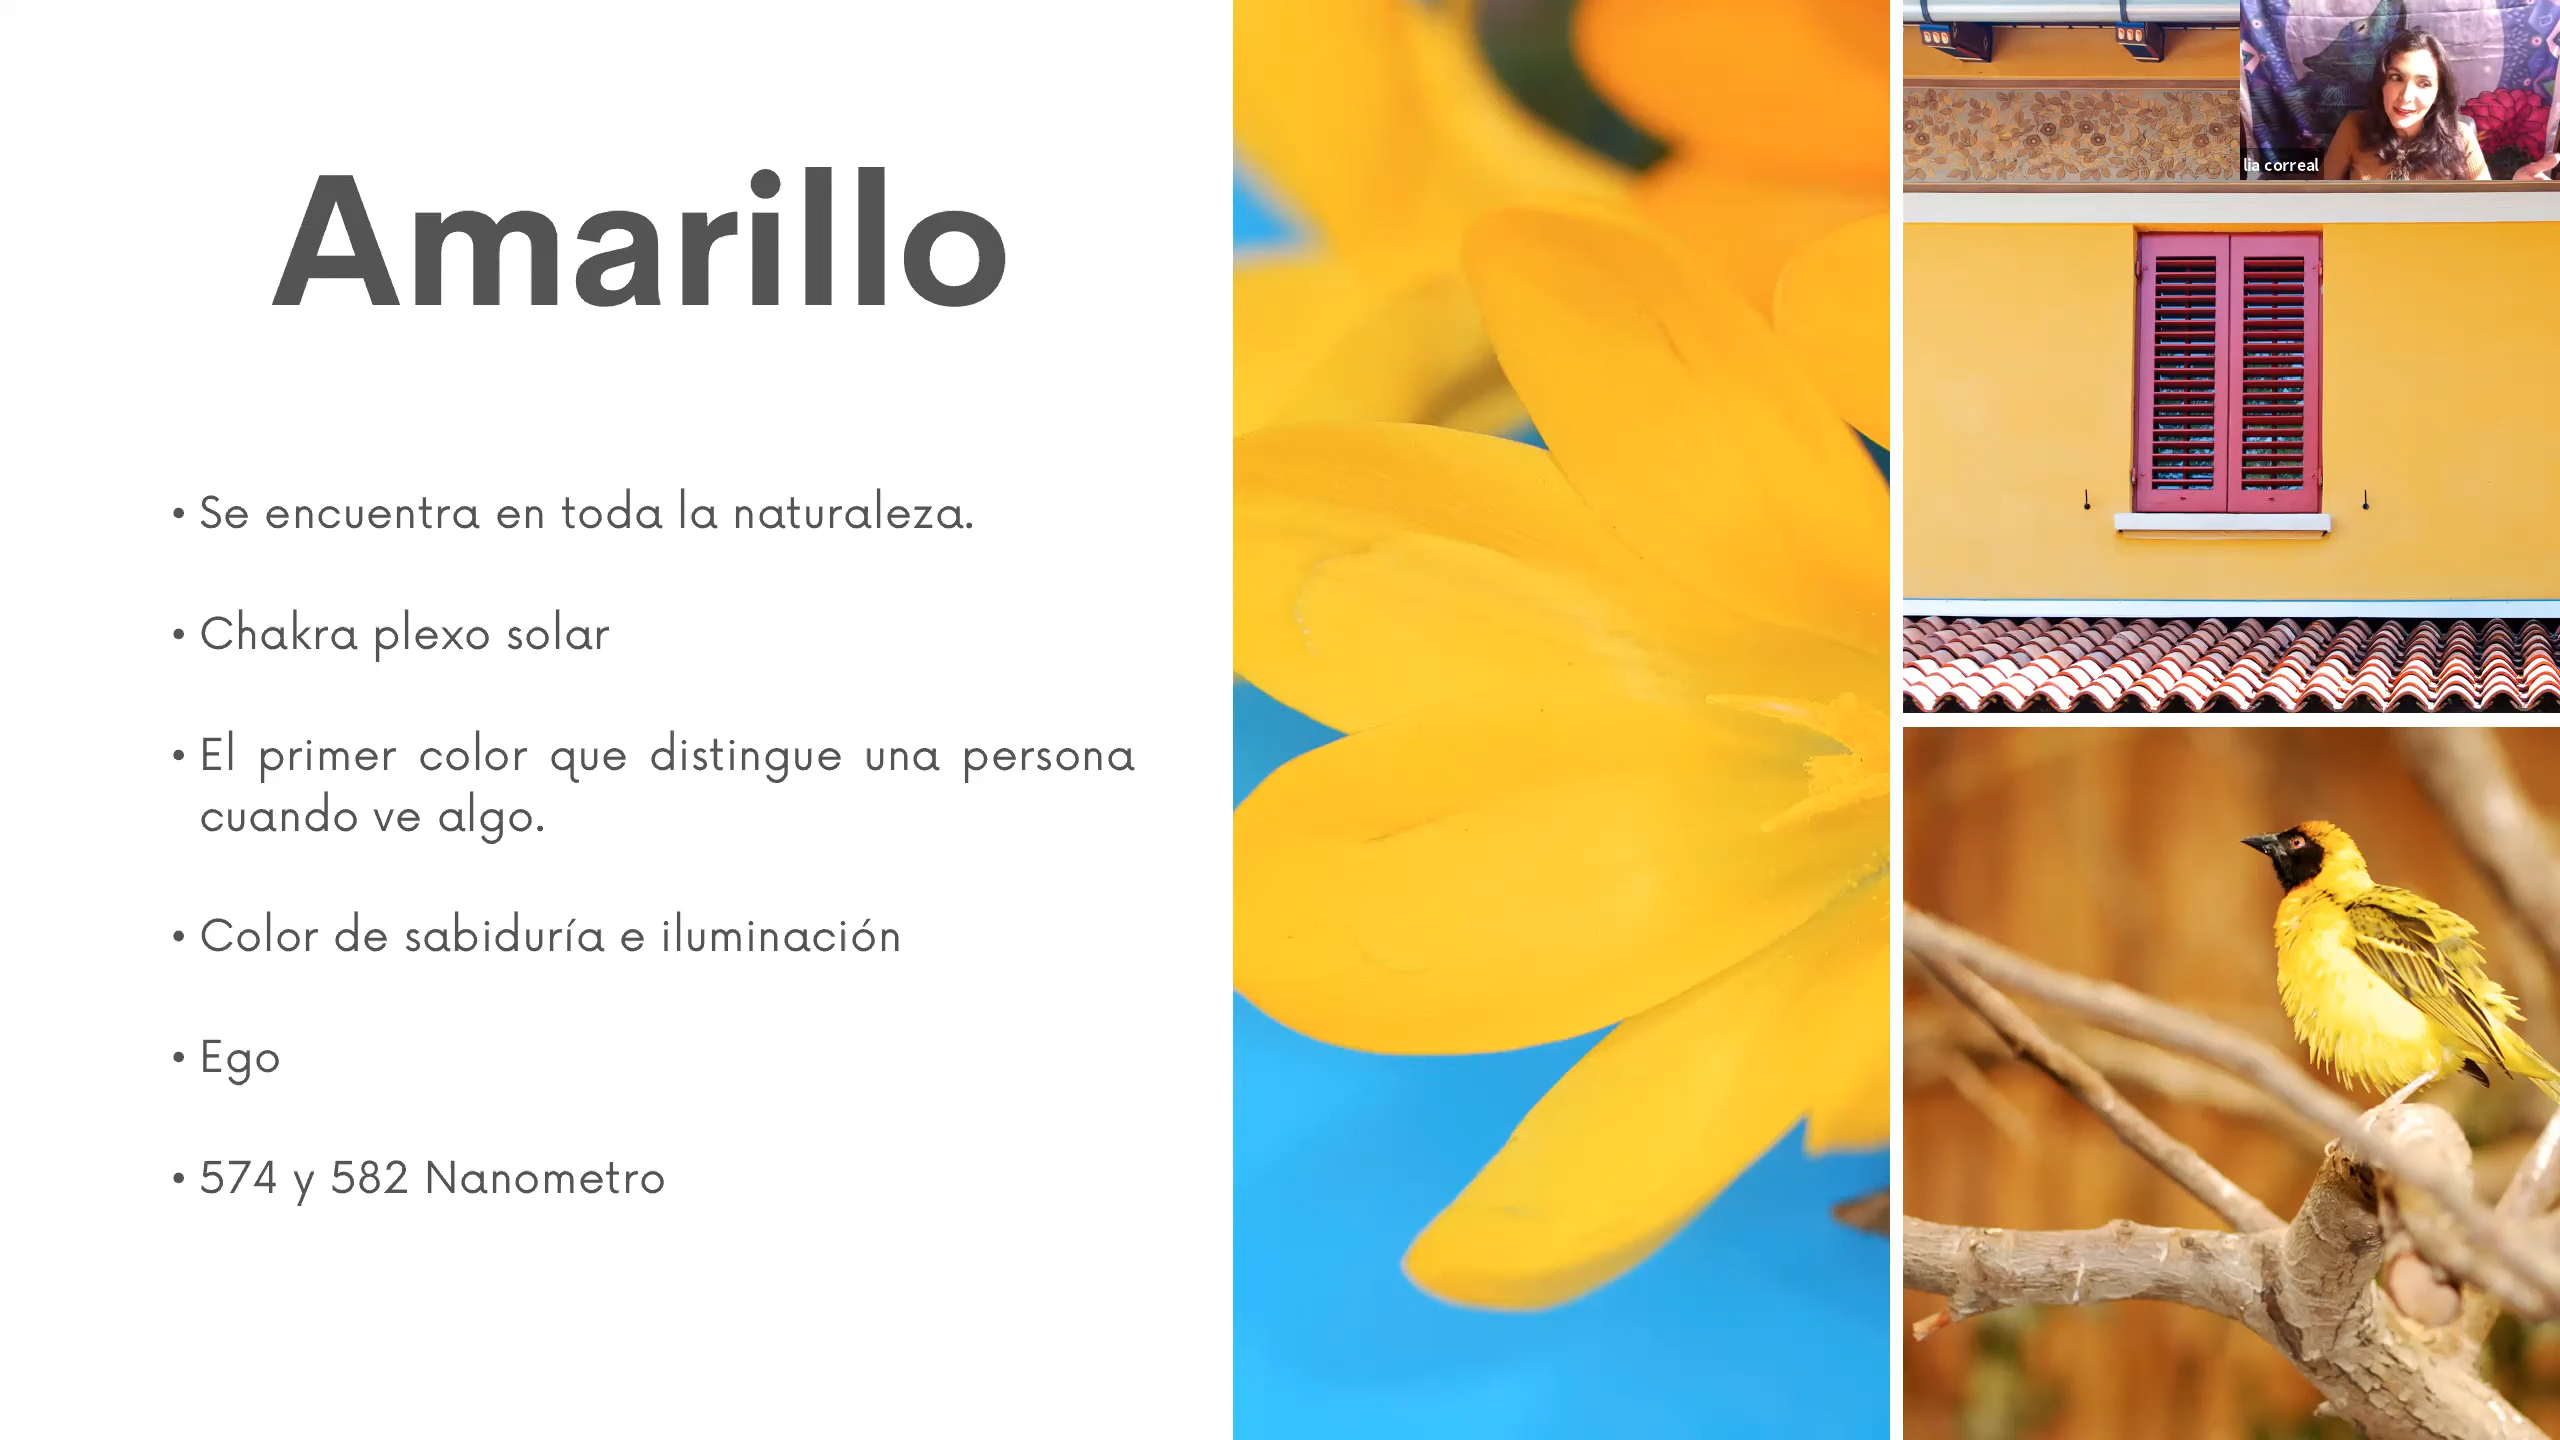 Amarillo
• Se encuentra en toda la naturaleza.
• Chakra plexo solar
• El primer color que distingue una persona
cuando ve algo.
• Color de sabiduría e iluminación
• Ego
• 574 y 582 Nanometro
lia correal